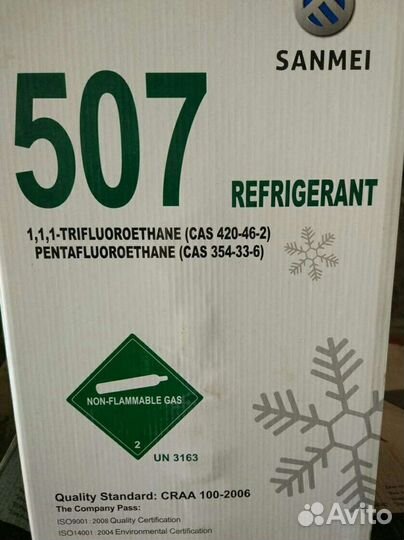 SANMEI
507
REFRIGERANT
1,1,1-TRIFLUOROETHANE (CAS 420-46-2)
PENTAFLUOROETHANE (CAS 354-33-6)
NON-FLAMMABLE GAS
2
UN 3163
Quality Standard: CRAA 100-2006
The Company Pass:
ISO9001 :2008 Quality Certification
ISO14001 : 2004 Environmental Certification
Avito